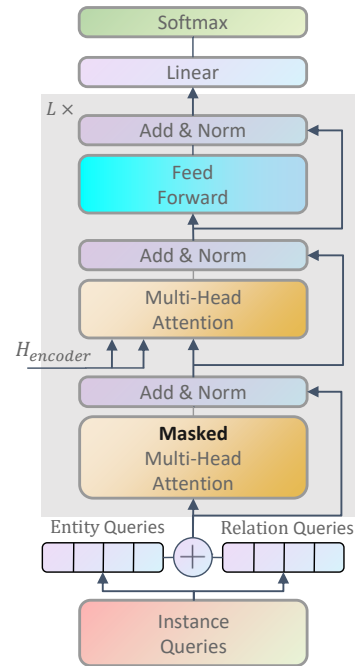 Softmax
Linear
L ×
Add & Norm
Feed
Forward
Add & Norm
Multi-Head
Attention
H_encoder
Add & Norm
Masked
Multi-Head
Attention
Entity Queries
Relation Queries
+
Instance
Queries